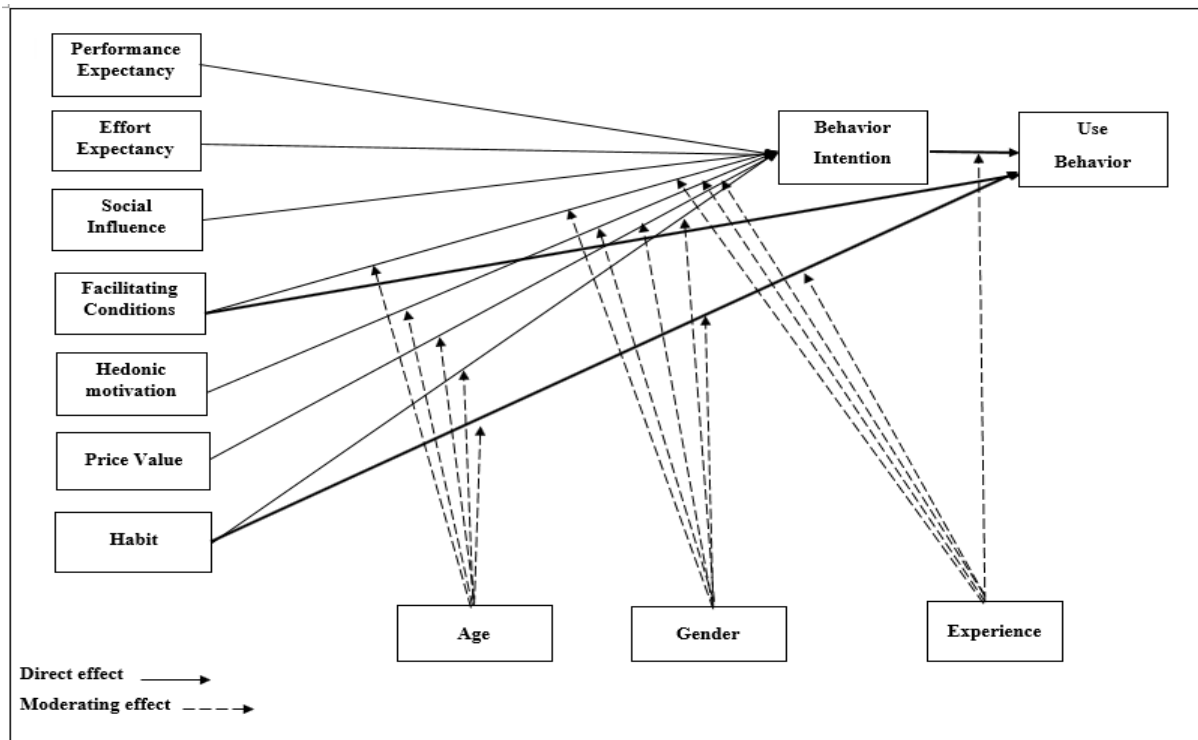 Performance
Expectancy
Effort
Expectancy
Social
Influence
Facilitating
Conditions
Hedonic
motivation
Price Value
Habit
Behavior
Intention
Use
Behavior
Age
Gender
Experience
Direct effect
Moderating effect